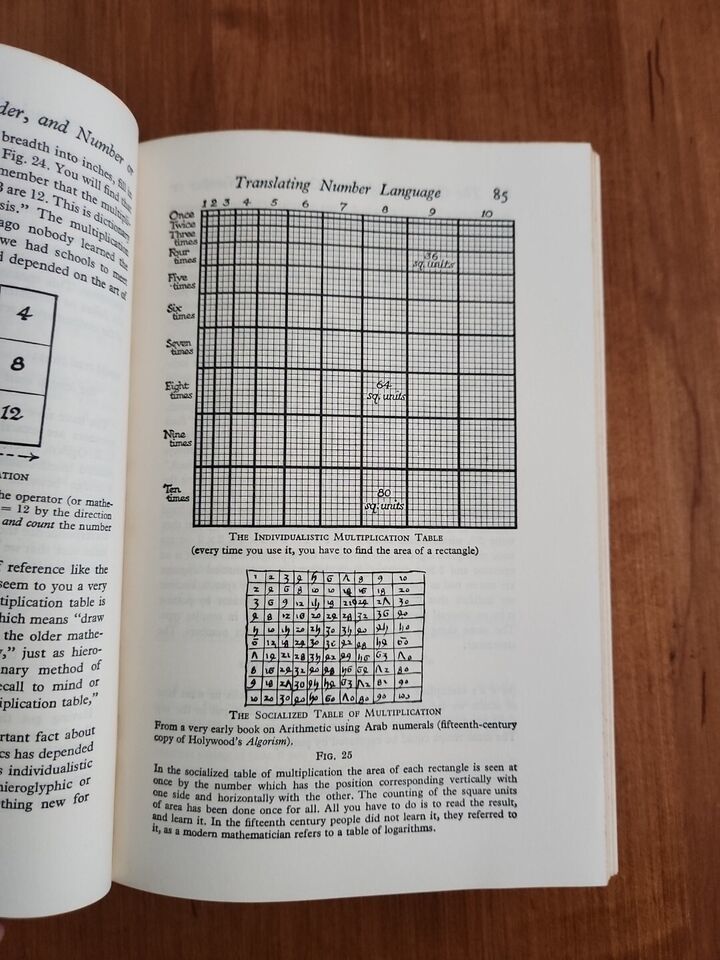 der, and Number or
breadth into inches, fill in
Fig. 24. You will find that
member that the multipli-
3 are 12. This is dictionary
sis." The multiplication
ago nobody learned the
we had schools to meet
d depended on the art of
4
8
12
ATION
he operator (or mathe-
= 12 by the direction
and count the number
f reference like the
seem to you a very
tiplication table is
hich means "draw
the older mathe-
," just as hiero-
nary method of
ecall to mind or
iplication table,"
ortant fact about
cs has depended
s individualistic
hieroglyphic or
thing new for
Translating Number Language 85
1 2 3 4 5 6 7 8 9 10
Once
Twice
Three times
Four times
36 sq. units
Five times
Six times
Seven times
Eight times
64 sq. units
Nine times
Ten times
80 sq. units
THE INDIVIDUALISTIC MULTIPLICATION TABLE
(every time you use it, you have to find the area of a rectangle)
THE SOCIALIZED TABLE OF MULTIPLICATION
From a very early book on Arithmetic using Arab numerals (fifteenth-century
copy of Holywood's Algorism).
FIG. 25
In the socialized table of multiplication the area of each rectangle is seen at
once by the number which has the position corresponding vertically with
one side and horizontally with the other. The counting of the square units
of area has been done once for all. All you have to do is to read the result,
and learn it. In the fifteenth century people did not learn it, they referred to
it, as a modern mathematician refers to a table of logarithms.